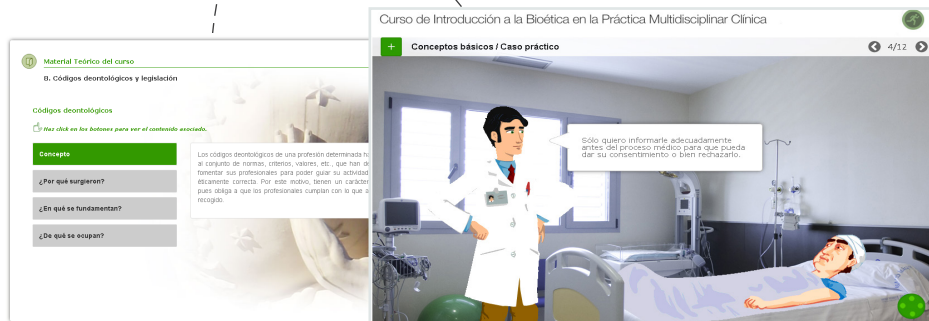 Curso de Introducción a la Bioética en la Práctica Multidisciplinar Clínica
+ Conceptos básicos / Caso práctico
4/12
Sólo quiero informarle adecuadamente
antes del proceso médico para que pueda
dar su consentimiento o bien rechazarlo.
Material Teórico del curso
8. Códigos deontológicos y legislación
Códigos deontológicos
Haz click en los botones para ver el contenido asociado.
Concepto
¿Por qué surgieron?
¿En qué se fundamentan?
¿De qué se ocupan?
Los códigos deontológicos de una profesión determinada
al conjunto de normas, criterios, valores, etc., que han
fomentar sus profesionales para poder guiar su actividad
éticamente correcta. Por este motivo, tienen un carácter
pues obliga a que los profesionales cumplan con lo que
recogido.